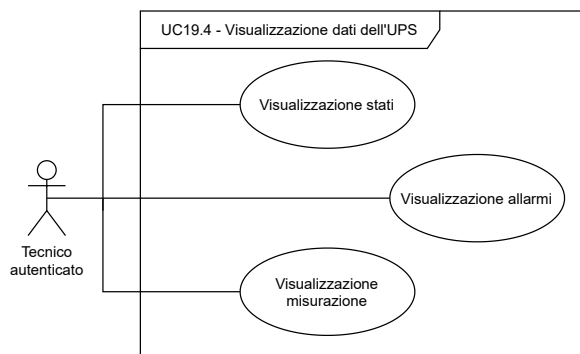 UC19.4 - Visualizzazione dati dell'UPS
Visualizzazione stati
Visualizzazione allarmi
Tecnico
autenticato
Visualizzazione
misurazione